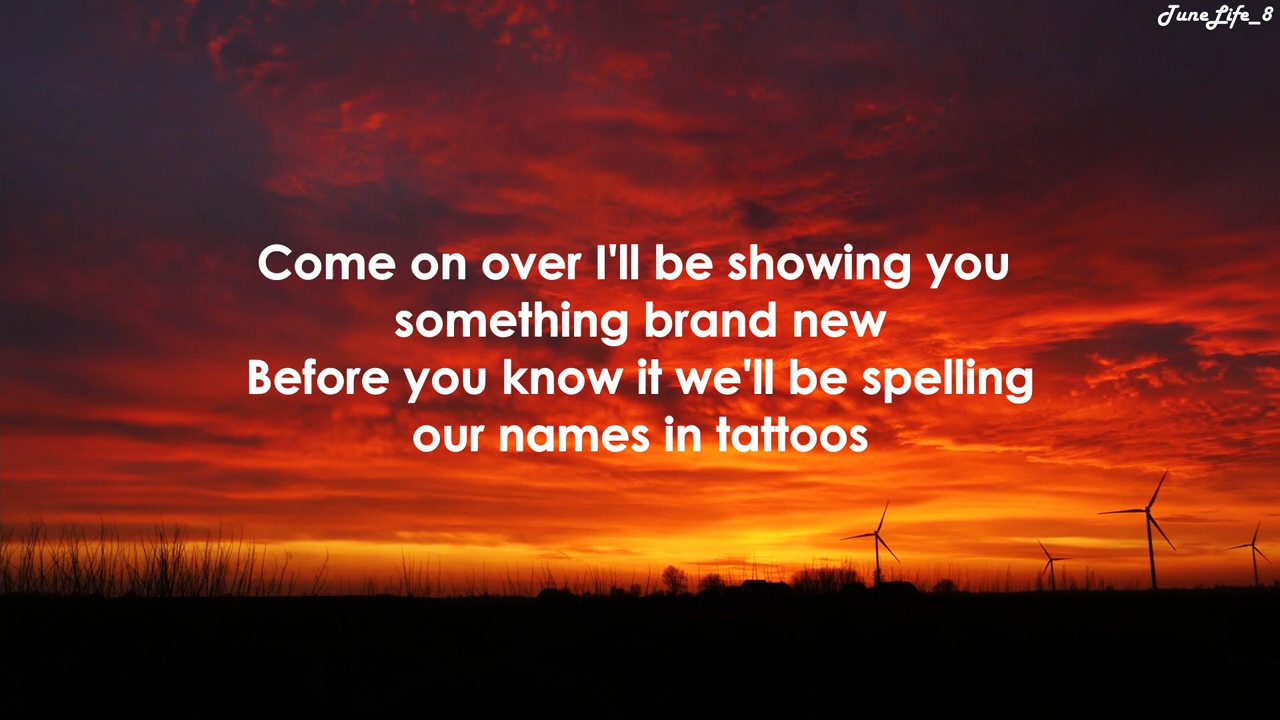 JuneLife_8
Come on over I'll be showing you
something brand new
Before you know it we'll be spelling
our names in tattoos